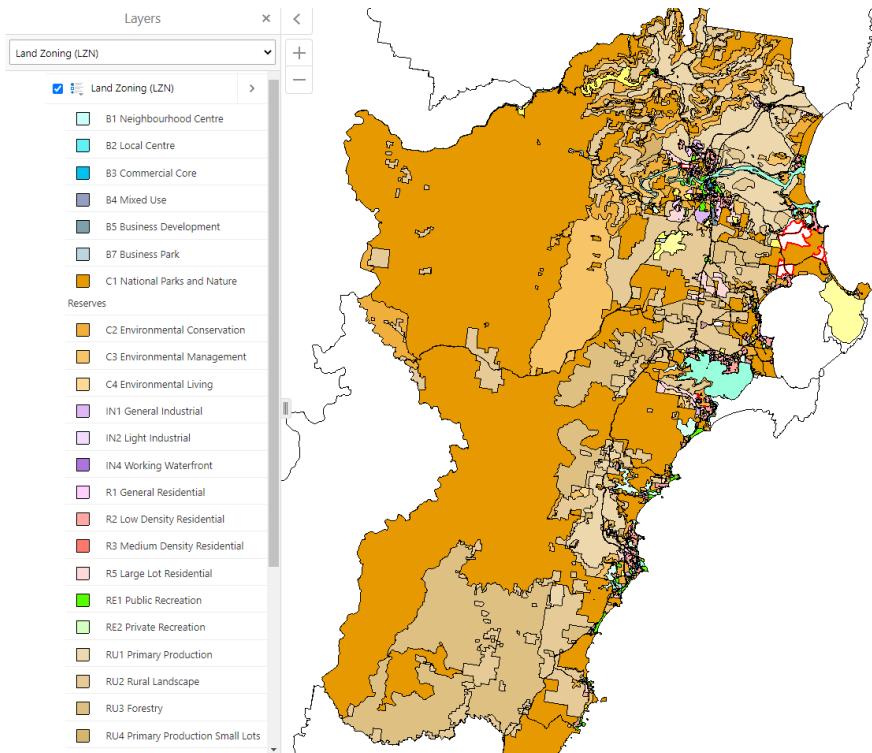 Layers
×
Land Zoning (LZN)
Land Zoning (LZN)
B1 Neighbourhood Centre
B2 Local Centre
B3 Commercial Core
B4 Mixed Use
B5 Business Development
B7 Business Park
C1 National Parks and Nature
Reserves
C2 Environmental Conservation
C3 Environmental Management
C4 Environmental Living
IN1 General Industrial
IN2 Light Industrial
IN4 Working Waterfront
R1 General Residential
R2 Low Density Residential
R3 Medium Density Residential
R5 Large Lot Residential
RE1 Public Recreation
RE2 Private Recreation
RU1 Primary Production
RU2 Rural Landscape
RU3 Forestry
RU4 Primary Production Small Lots